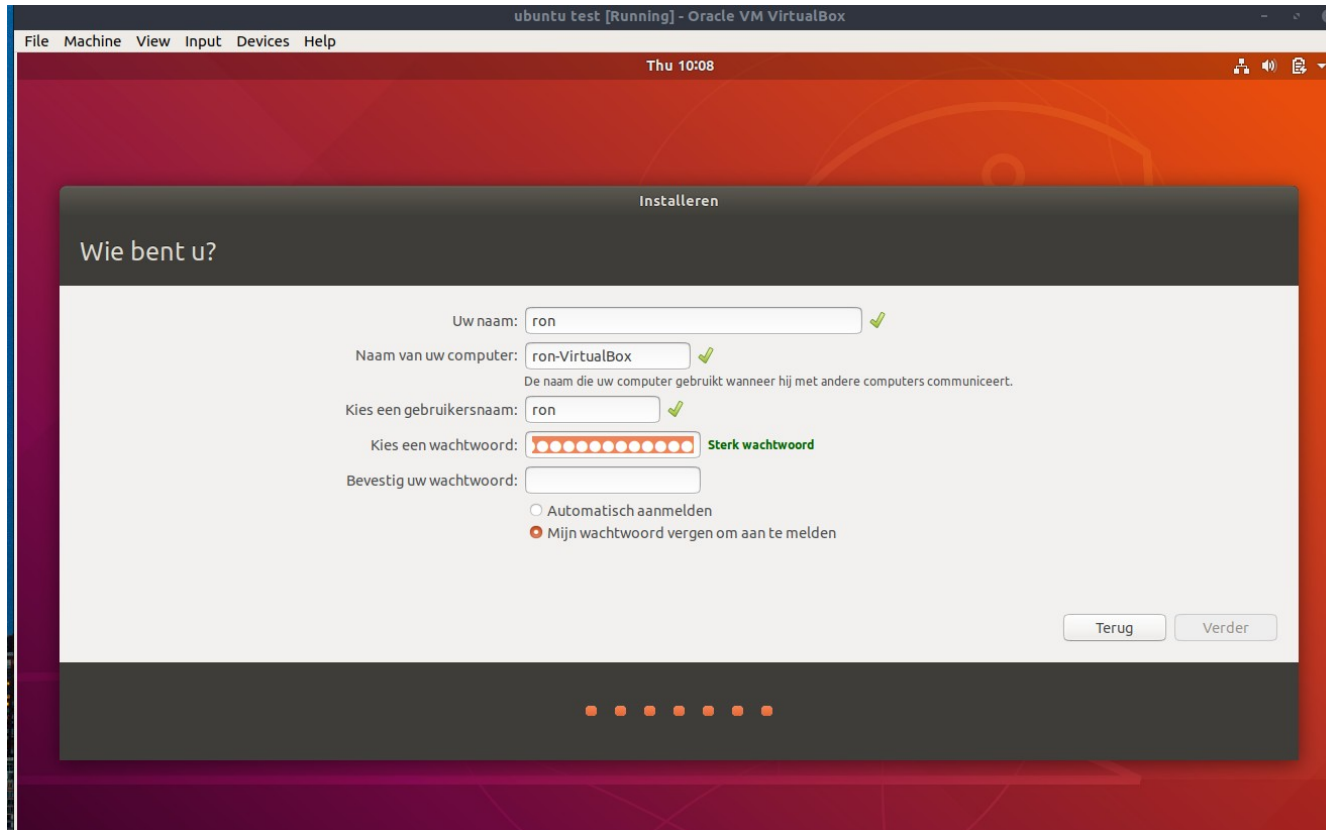 ubuntu test [Running] - Oracle VM VirtualBox
File Machine View Input Devices Help
Thu 10:08
Installeren
Wie bent u?
Uw naam: ron
Naam van uw computer: ron-VirtualBox
De naam die uw computer gebruikt wanneer hij met andere computers communiceert.
Kies een gebruikersnaam: ron
Kies een wachtwoord: Sterk wachtwoord
Bevestig uw wachtwoord:
Automatisch aanmelden
Mijn wachtwoord vergen om aan te melden
Terug Verder